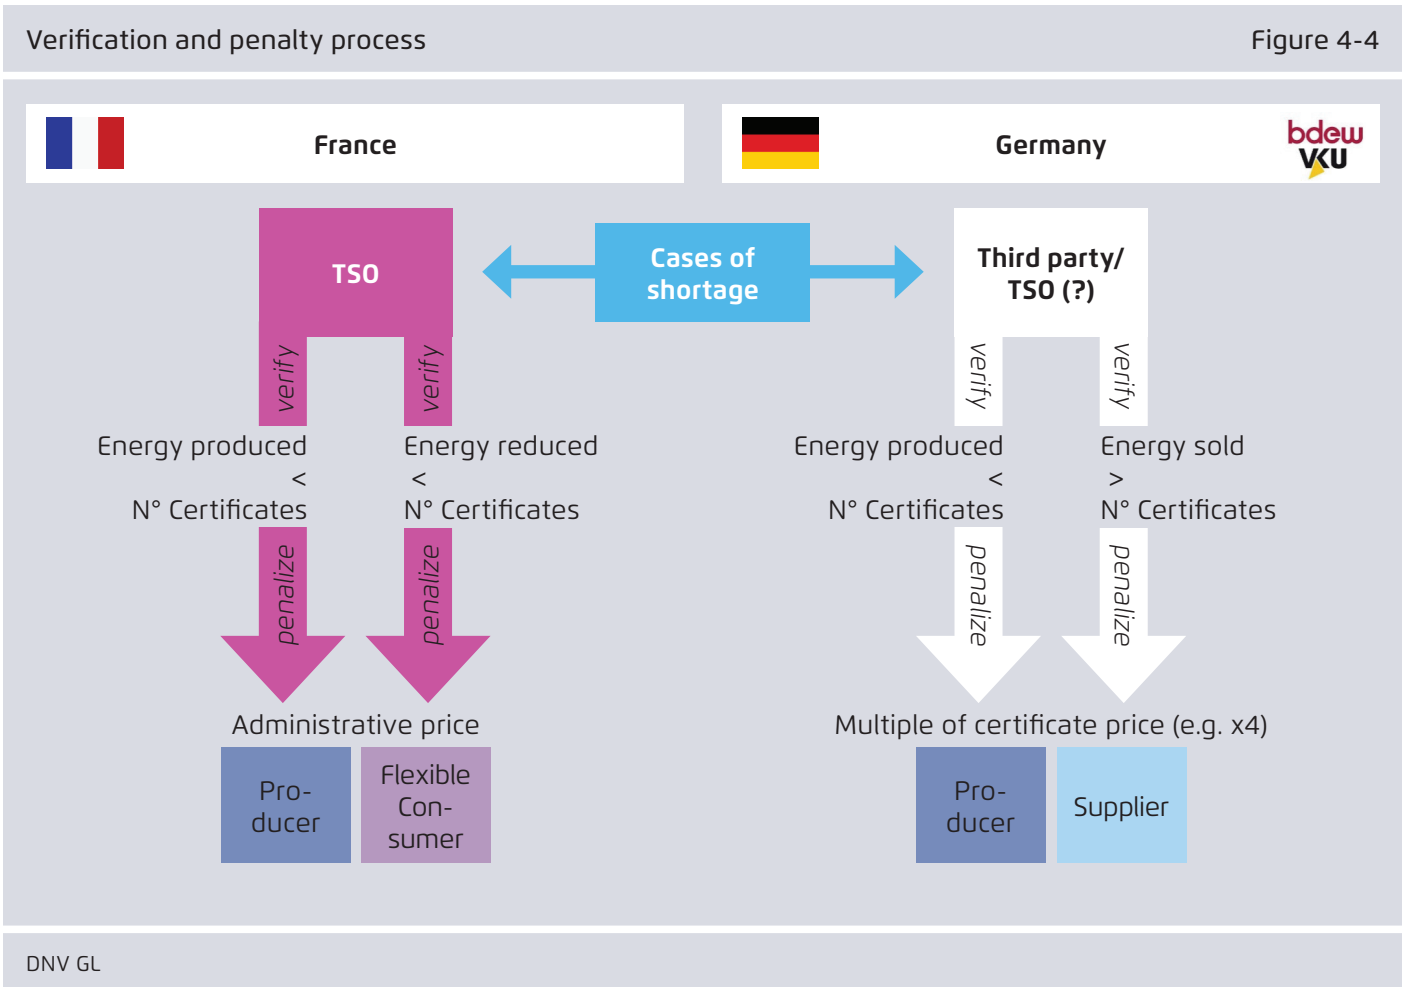 Verification and penalty process
Figure 4-4
France
Germany
bdew
VKU
TSO
Cases of
shortage
Third party/
TSO (?)
verify
verify
verify
verify
Energy produced
<
N° Certificates
Energy reduced
<
N° Certificates
Energy produced
<
N° Certificates
Energy sold
>
N° Certificates
penalize
penalize
penalize
penalize
Administrative price
Multiple of certificate price (e.g. x4)
Pro-
ducer
Flexible
Con-
sumer
Pro-
ducer
Supplier
DNV GL